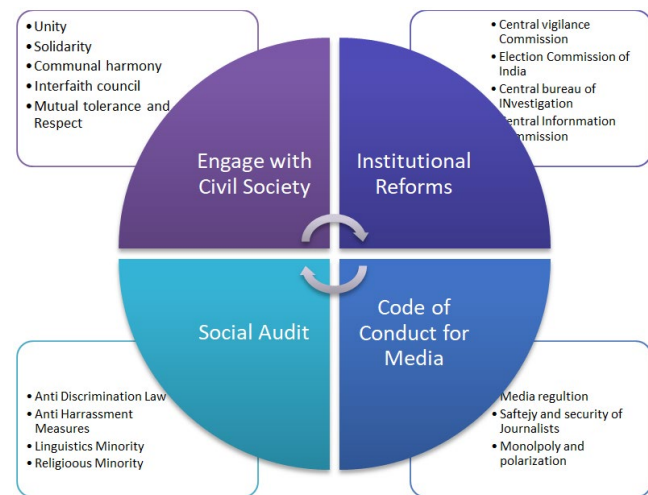 • Unity
• Solidarity
• Communal harmony
• Interfaith council
• Mutual tolerance and
Respect
• Central vigilance
Commission
• Election Commission of
India
• Central bureau of
INvestigation
• Central Infornmation
Commission
Engage with
Civil Society
Institutional
Reforms
Social Audit
Code of
Conduct for
Media
• Anti Discrimination Law
• Anti Harrassment
Measures
• Linguistics Minority
• Religioous Minority
• Media regultion
• Saftejy and security of
Journalists
• Monolpoly and
polarization